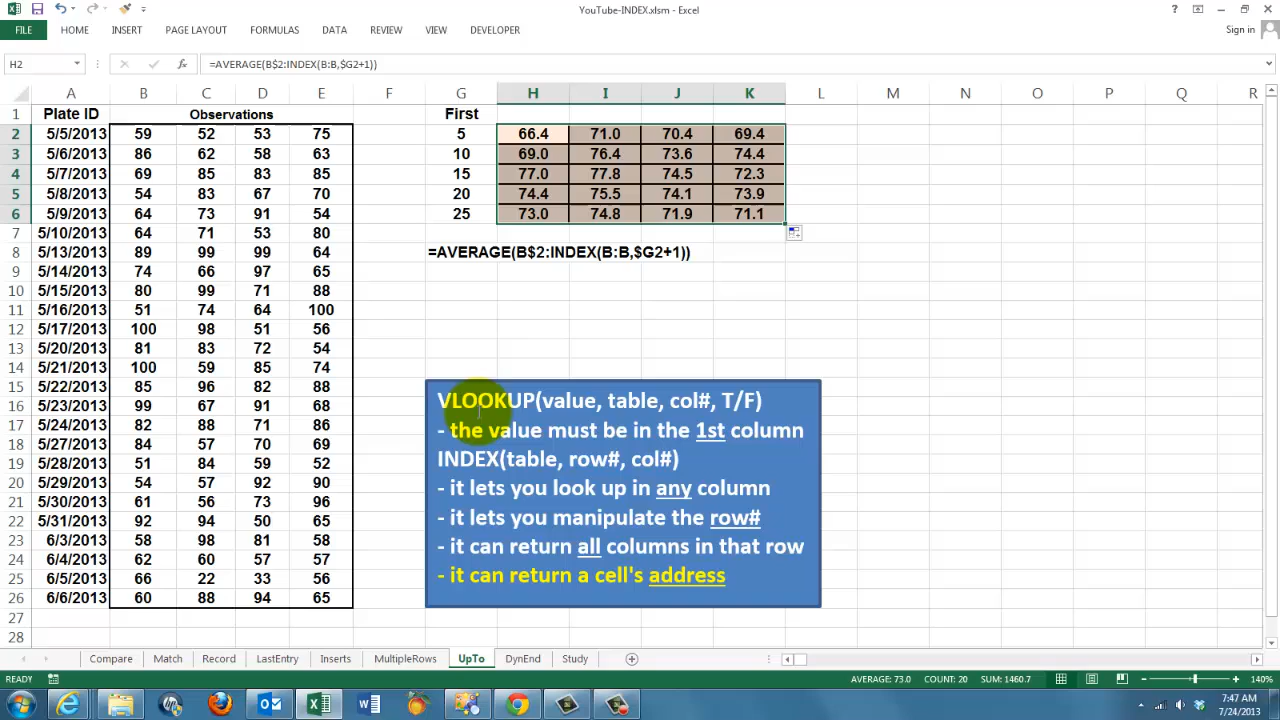 YouTube-INDEX.xlsm - Excel
FILE HOME INSERT PAGE LAYOUT FORMULAS DATA REVIEW VIEW DEVELOPER Sign in
H2 fx =AVERAGE(B$2:INDEX(B:B,$G2+1))
A B C D E F G H I J K L M N O P Q R
1 Plate ID Observations First
2 5/5/2013 59 52 53 75 5 66.4 71.0 70.4 69.4
3 5/6/2013 86 62 58 63 10 69.0 76.4 73.6 74.4
4 5/7/2013 69 85 83 85 15 77.0 77.8 74.5 72.3
5 5/8/2013 54 83 67 70 20 74.4 75.5 74.1 73.9
6 5/9/2013 64 73 91 54 25 73.0 74.8 71.9 71.1
7 5/10/2013 64 71 53 80
8 5/13/2013 89 99 99 64 =AVERAGE(B$2:INDEX(B:B,$G2+1))
9 5/14/2013 74 66 97 65
10 5/15/2013 80 99 71 88
11 5/16/2013 51 74 64 100
12 5/17/2013 100 98 51 56
13 5/20/2013 81 83 72 54
14 5/21/2013 100 59 85 74
15 5/22/2013 85 96 82 88
16 5/23/2013 99 67 91 68
17 5/24/2013 82 88 71 86
18 5/27/2013 84 57 70 69
19 5/28/2013 51 84 59 52
20 5/29/2013 54 57 92 90
21 5/30/2013 61 56 73 96
22 5/31/2013 92 94 50 65
23 6/3/2013 58 98 81 58
24 6/4/2013 62 60 57 57
25 6/5/2013 66 22 33 56
26 6/6/2013 60 88 94 65
27
28
VLOOKUP(value, table, col#, T/F)
- the value must be in the 1st column
INDEX(table, row#, col#)
- it lets you look up in any column
- it lets you manipulate the row#
- it can return all columns in that row
- it can return a cell's address
Compare Match Record LastEntry Inserts MultipleRows UpTo DynEnd Study
READY AVERAGE: 73.0 COUNT: 20 SUM: 1460.7 140%
7:47 AM
7/24/2013